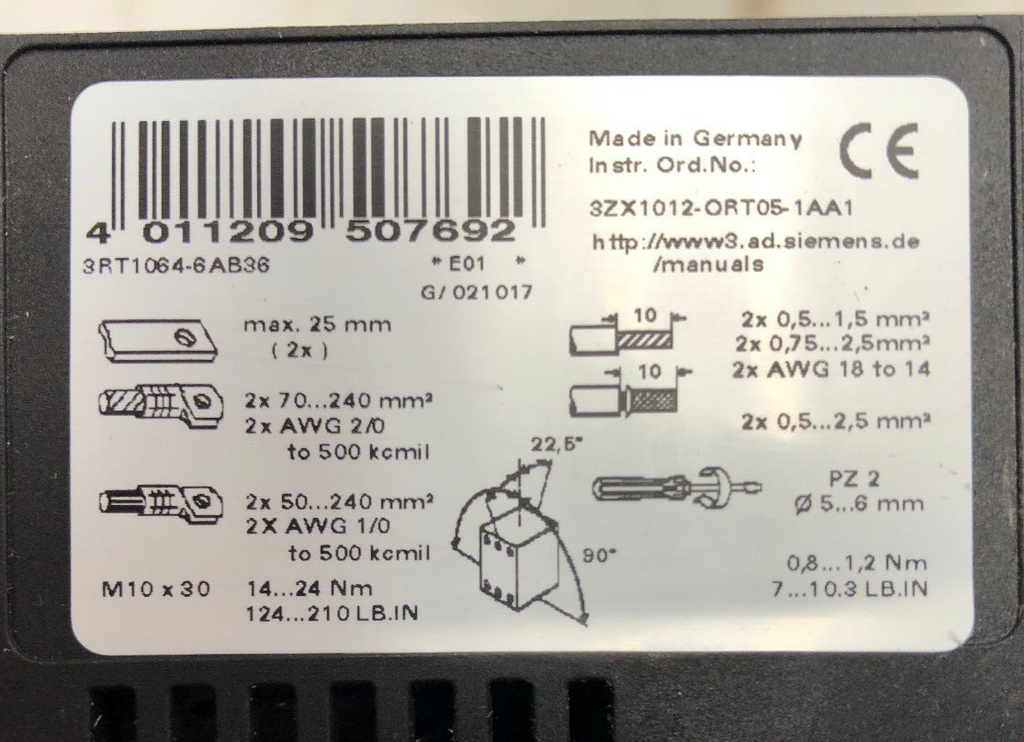 4 011209 507692
3RT1064-6AB36 * E01 *
G/ 021017
Made in Germany
Instr. Ord.No.:
CE
3ZX1012-0RT05-1AA1
http://www3.ad.siemens.de
/manuals
max. 25 mm
( 2x )
2x 70...240 mm²
2x AWG 2/0
to 500 kcmil
2x 50...240 mm²
2X AWG 1/0
to 500 kcmil
M10 x 30 14...24 Nm
124...210 LB.IN
22,5°
90°
10
2x 0,5...1,5 mm²
2x 0,75...2,5mm²
2x AWG 18 to 14
10
2x 0,5...2,5 mm²
PZ 2
Ø 5...6 mm
0,8...1,2 Nm
7...10.3 LB.IN